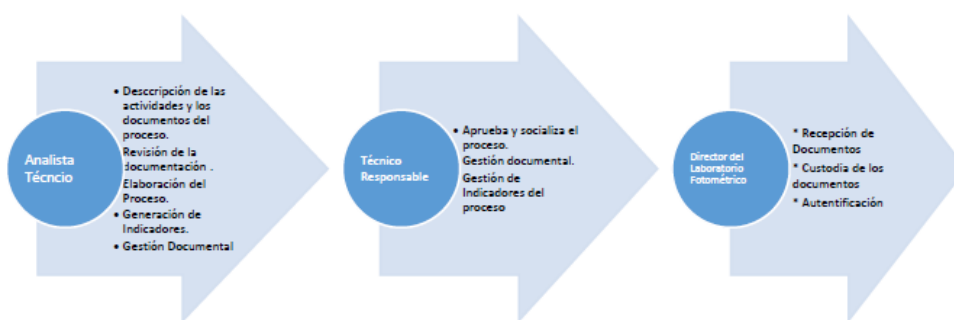 Analista
Técncio
• Desccripción de las
actividades y los
documentos del
proceso.
Revisión de la
documentación .
Elaboración del
Proceso.
• Generación de
Indicadores.
• Gestión Documental
Técnico
Responsable
• Aprueba y socializa el
proceso.
Gestión documental.
Gestión de
Indicadores del
proceso
Director del
Laboratorio
Fotométrico
* Recepción de
Documentos
* Custodia de los
documentos
* Autentificación